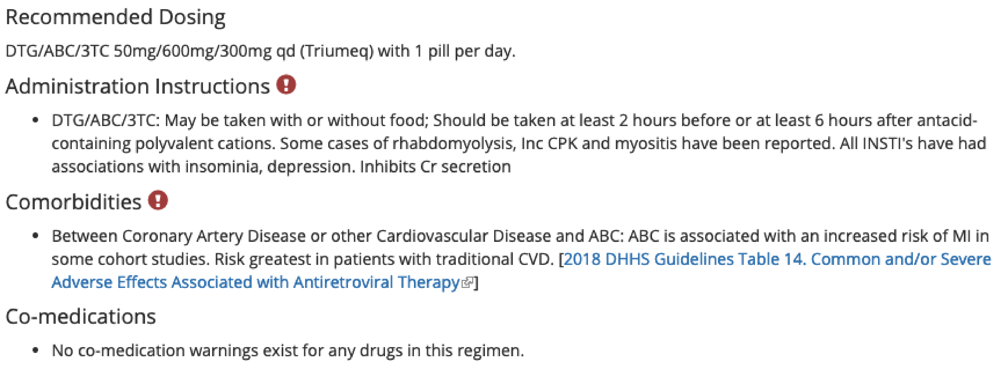 Recommended Dosing
DTG/ABC/3TC 50mg/600mg/300mg qd (Triumeq) with 1 pill per day.
Administration Instructions
• DTG/ABC/3TC: May be taken with or without food; Should be taken at least 2 hours before or at least 6 hours after antacid-
containing polyvalent cations. Some cases of rhabdomyolysis, Inc CPK and myositis have been reported. All INSTI's have had
associations with insominia, depression. Inhibits Cr secretion
Comorbidities
• Between Coronary Artery Disease or other Cardiovascular Disease and ABC: ABC is associated with an increased risk of MI in
some cohort studies. Risk greatest in patients with traditional CVD. [2018 DHHS Guidelines Table 14. Common and/or Severe
Adverse Effects Associated with Antiretroviral Therapy]
Co-medications
• No co-medication warnings exist for any drugs in this regimen.